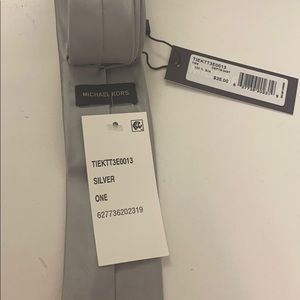 MICHAEL KORS
TIEKTT3E0013
SILVER
ONE
627736202319
TIEKTT3E0013
$35.00